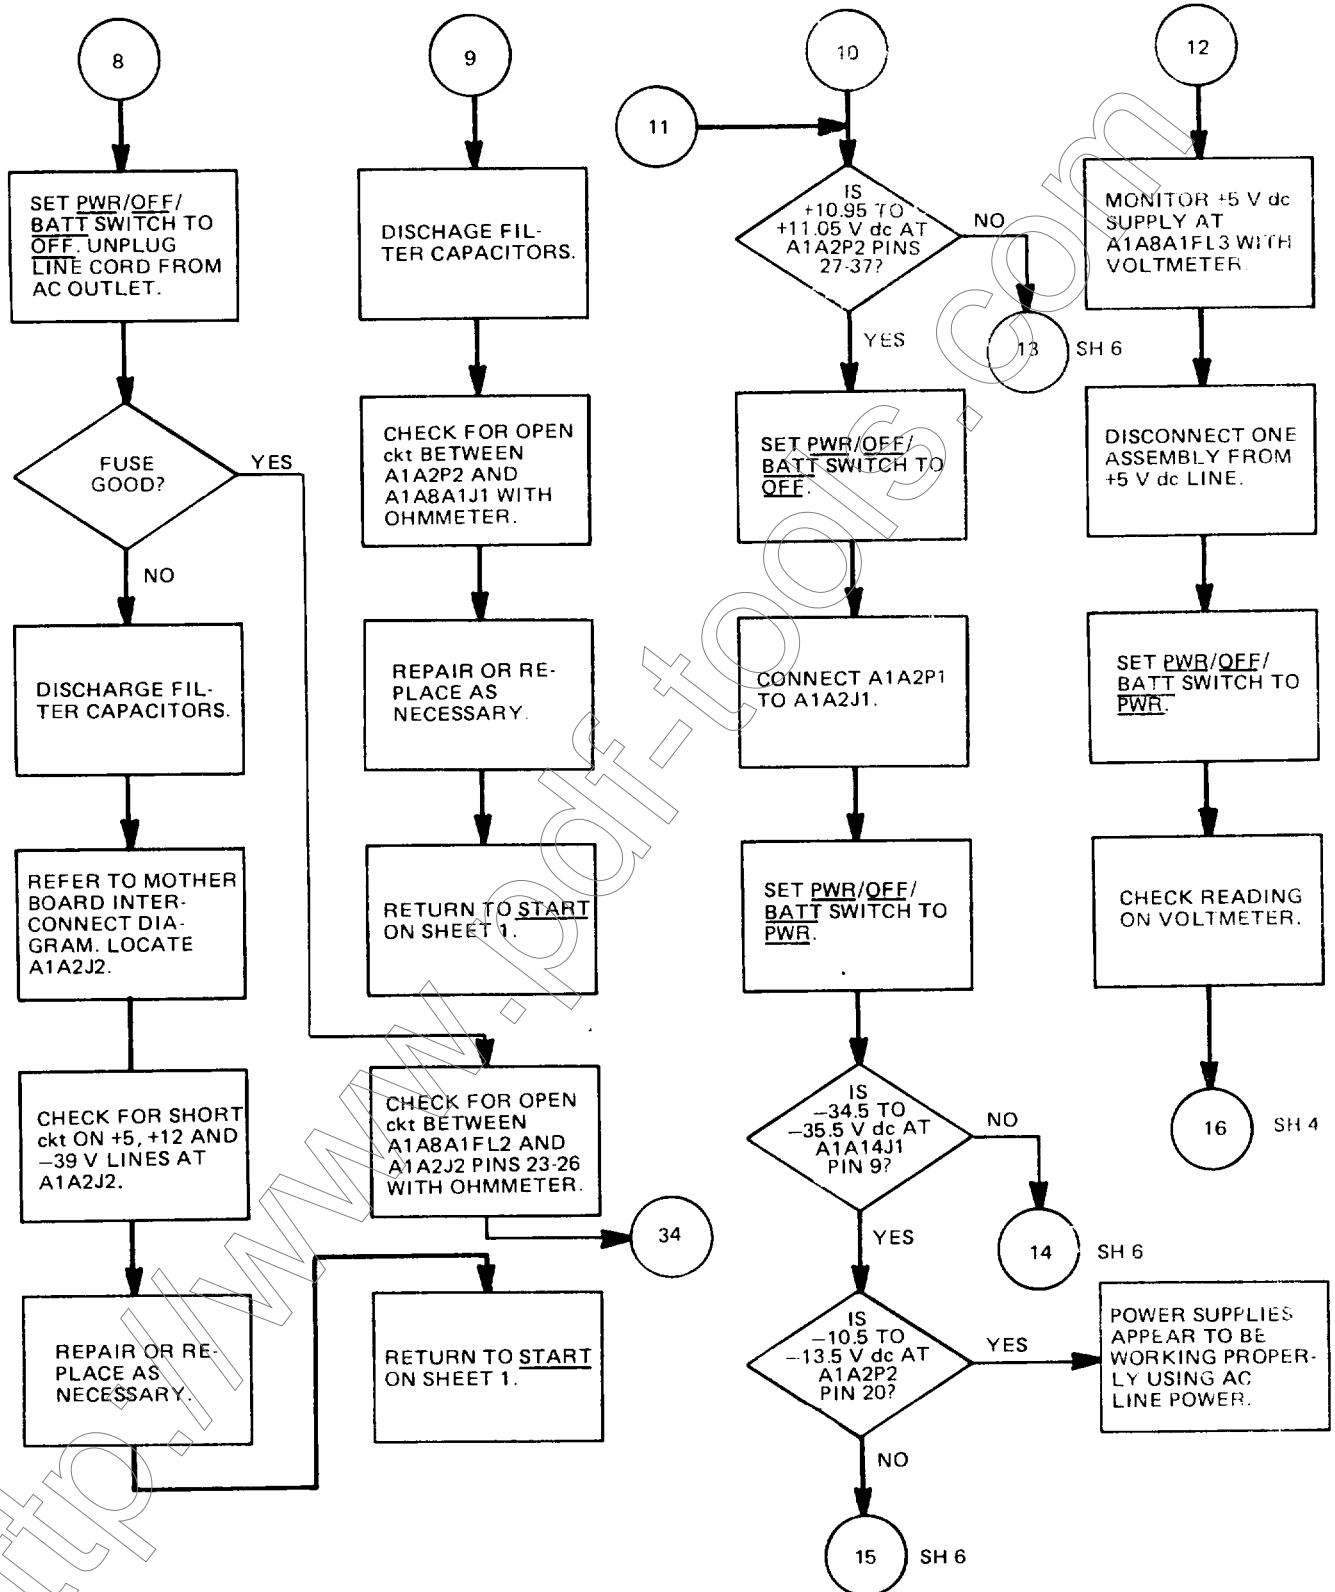 8
SET PWR/OFF/
BATT SWITCH TO
OFF. UNPLUG
LINE CORD FROM
AC OUTLET.
FUSE
GOOD?
YES
NO
DISCHARGE FIL-
TER CAPACITORS.
REFER TO MOTHER
BOARD INTER-
CONNECT DIA-
GRAM. LOCATE
A1A2J2.
CHECK FOR SHORT
ckt ON +5, +12 AND
−39 V LINES AT
A1A2J2.
REPAIR OR RE-
PLACE AS
NECESSARY.
9
DISCHAGE FIL-
TER CAPACITORS.
CHECK FOR OPEN
ckt BETWEEN
A1A2P2 AND
A1A8A1J1 WITH
OHMMETER.
REPAIR OR RE-
PLACE AS
NECESSARY.
RETURN TO START
ON SHEET 1.
CHECK FOR OPEN
ckt BETWEEN
A1A8A1FL2 AND
A1A2J2 PINS 23-26
WITH OHMMETER.
34
RETURN TO START
ON SHEET 1.
10
11
IS
+10.95 TO
+11.05 V dc AT
A1A2P2 PINS
27-37?
NO
13
SH 6
YES
SET PWR/OFF/
BATT SWITCH TO
OFF.
CONNECT A1A2P1
TO A1A2J1.
SET PWR/OFF/
BATT SWITCH TO
PWR.
IS
−34.5 TO
−35.5 V dc AT
A1A14J1
PIN 9?
NO
14
SH 6
YES
IS
−10.5 TO
−13.5 V dc AT
A1A2P2
PIN 20?
YES
POWER SUPPLIES
APPEAR TO BE
WORKING PROPER-
LY USING AC
LINE POWER.
NO
15
SH 6
12
MONITOR +5 V dc
SUPPLY AT
A1A8A1FL3 WITH
VOLTMETER.
DISCONNECT ONE
ASSEMBLY FROM
+5 V dc LINE.
SET PWR/OFF/
BATT SWITCH TO
PWR.
CHECK READING
ON VOLTMETER.
16
SH 4
http://www.pdf-tools.com